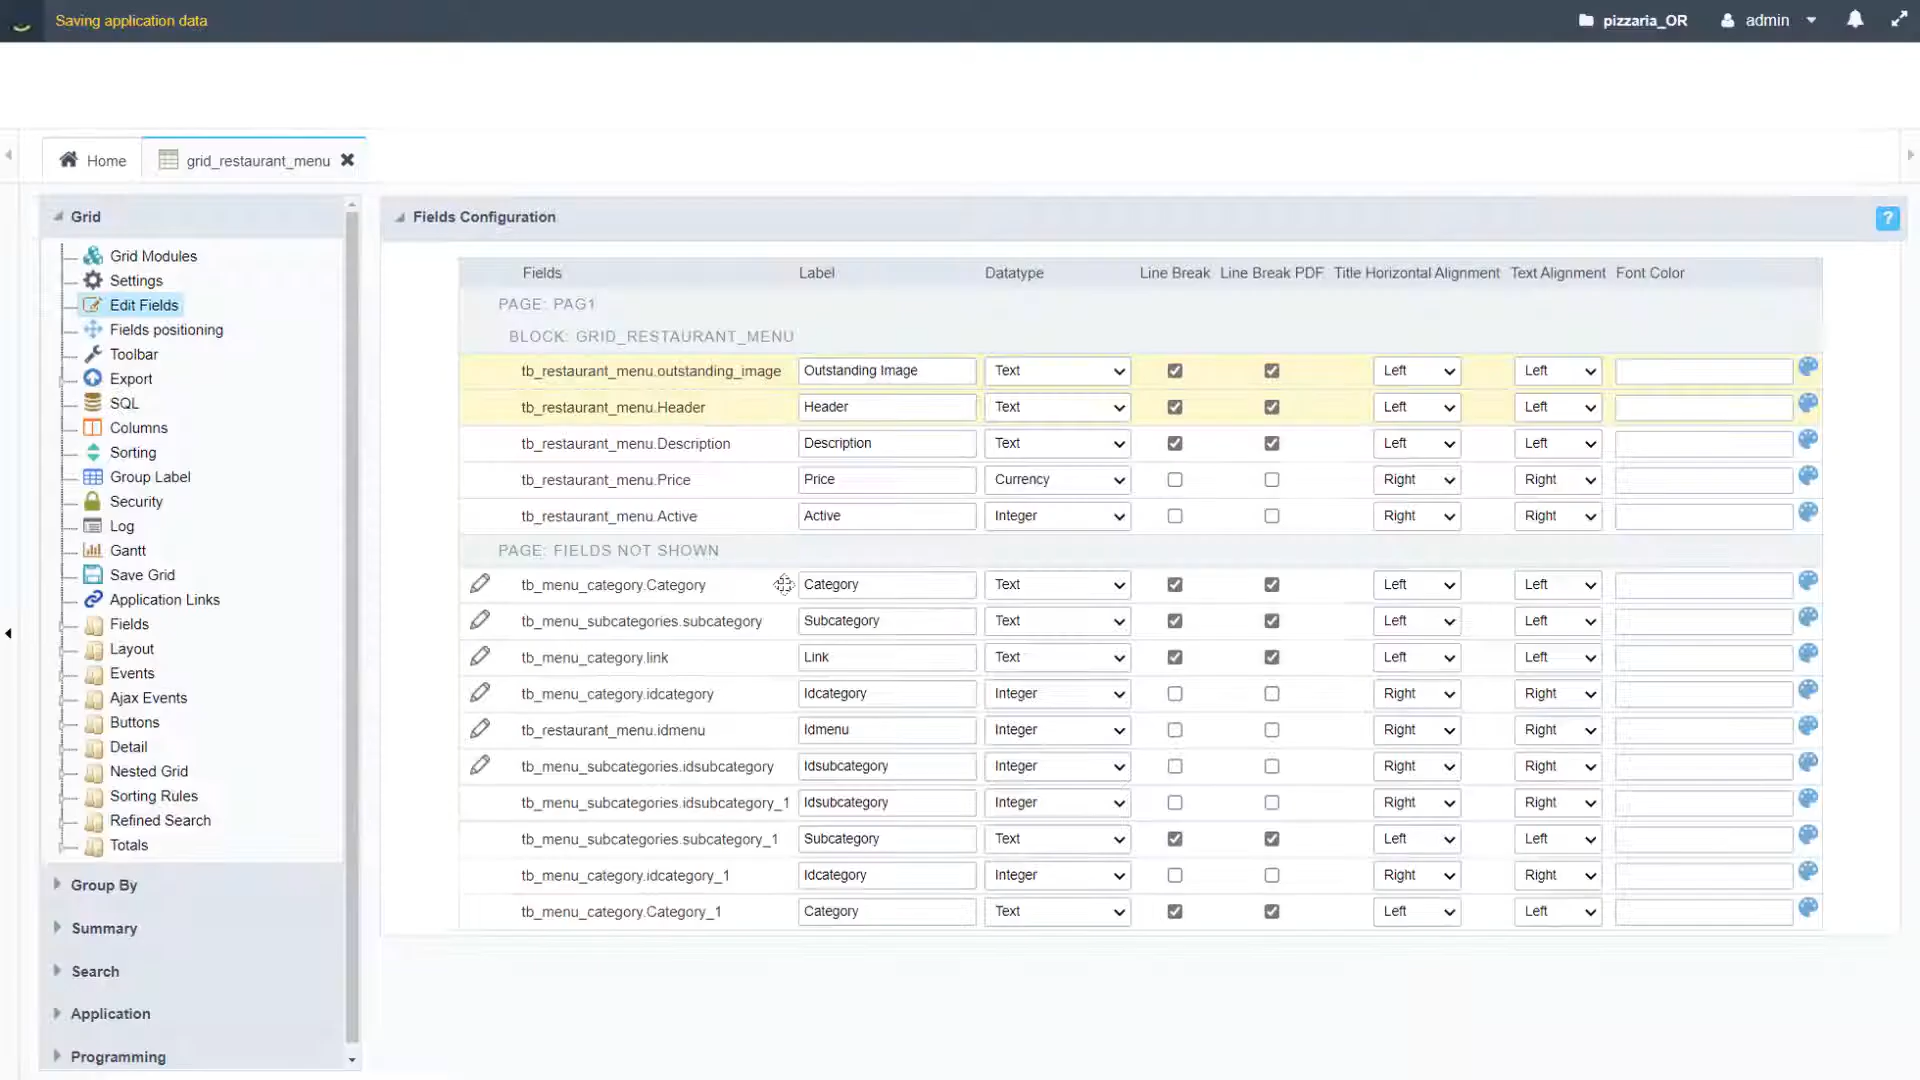 Saving application data
pizzaria_OR
admin
Home
grid_restaurant_menu
Grid
Grid Modules
Settings
Edit Fields
Fields positioning
Toolbar
Export
SQL
Columns
Sorting
Group Label
Security
Log
Gantt
Save Grid
Application Links
Fields
Layout
Events
Ajax Events
Buttons
Detail
Nested Grid
Sorting Rules
Refined Search
Totals
Group By
Summary
Search
Application
Programming
Fields Configuration
?
Fields Label Datatype Line Break Line Break PDF Title Horizontal Alignment Text Alignment Font Color
PAGE: PAG1
BLOCK: GRID_RESTAURANT_MENU
tb_restaurant_menu.outstanding_image Outstanding Image Text Left Left
tb_restaurant_menu.Header Header Text Left Left
tb_restaurant_menu.Description Description Text Left Left
tb_restaurant_menu.Price Price Currency Right Right
tb_restaurant_menu.Active Active Integer Right Right
PAGE: FIELDS NOT SHOWN
tb_menu_category.Category Category Text Left Left
tb_menu_subcategories.subcategory Subcategory Text Left Left
tb_menu_category.link Link Text Left Left
tb_menu_category.idcategory Idcategory Integer Right Right
tb_restaurant_menu.idmenu Idmenu Integer Right Right
tb_menu_subcategories.idsubcategory Idsubcategory Integer Right Right
tb_menu_subcategories.idsubcategory_1 Idsubcategory Integer Right Right
tb_menu_subcategories.subcategory_1 Subcategory Text Left Left
tb_menu_category.idcategory_1 Idcategory Integer Right Right
tb_menu_category.Category_1 Category Text Left Left